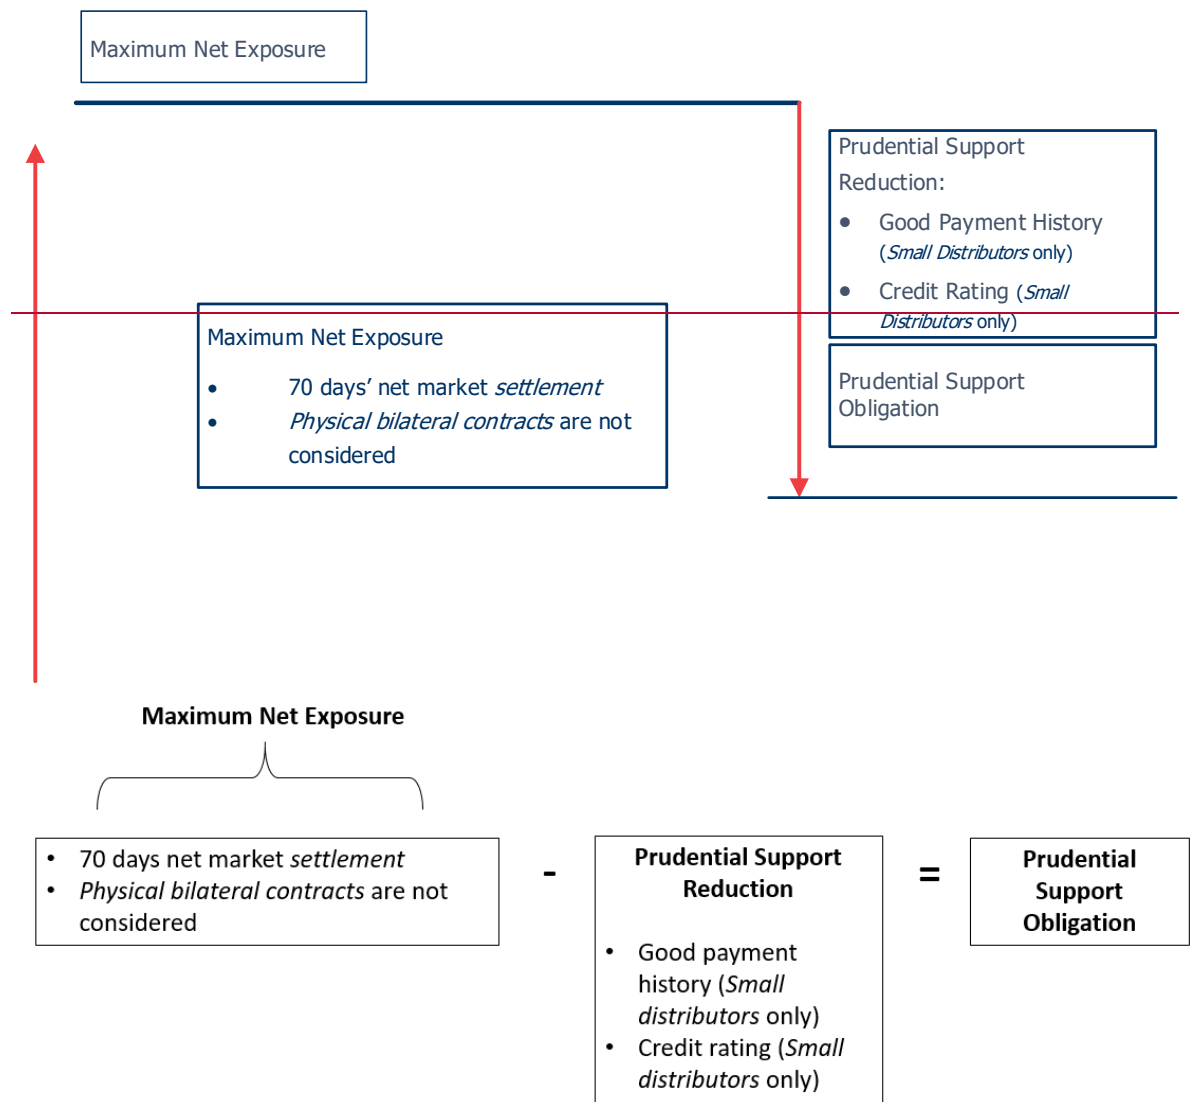 Maximum Net Exposure
Prudential Support
Reduction:
• Good Payment History
(Small Distributors only)
• Credit Rating (Small
Distributors only)
Maximum Net Exposure
• 70 days’ net market settlement
• Physical bilateral contracts are not
considered
Prudential Support
Obligation
Maximum Net Exposure
• 70 days net market settlement
• Physical bilateral contracts are not
considered
-
Prudential Support
Reduction
• Good payment
history (Small
distributors only)
• Credit rating (Small
distributors only)
=
Prudential
Support
Obligation